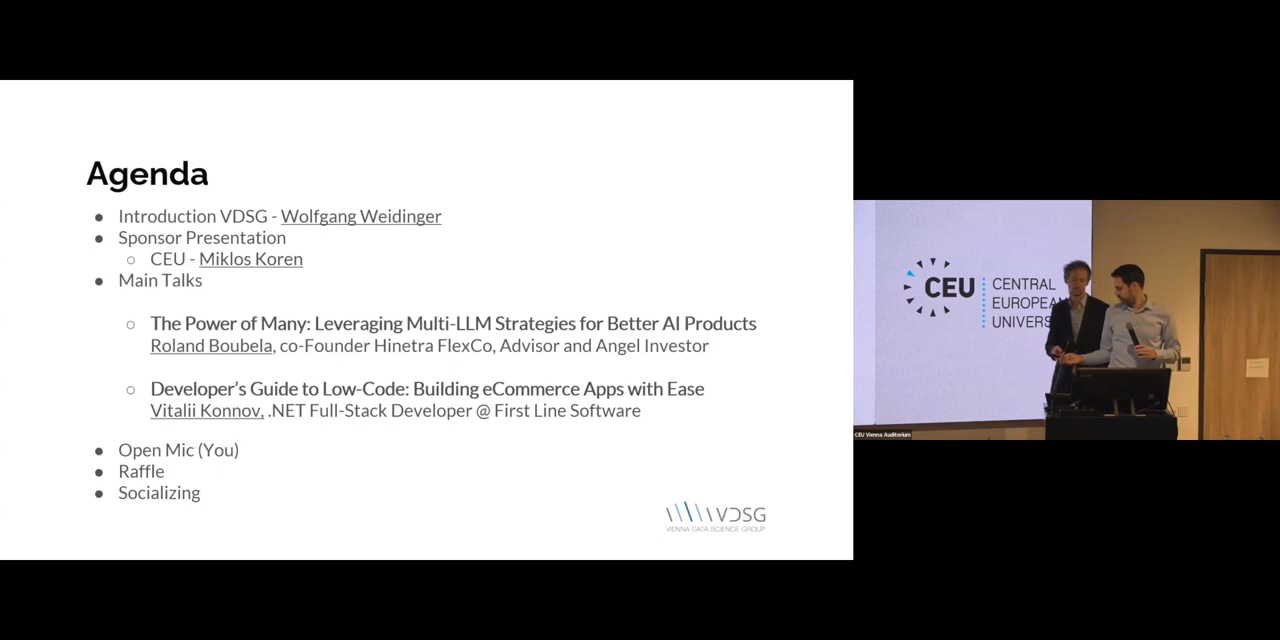 Agenda
● Introduction VDSG - Wolfgang Weidinger
● Sponsor Presentation
○ CEU - Miklos Koren
● Main Talks
○ The Power of Many: Leveraging Multi-LLM Strategies for Better AI Products
Roland Boubela, co-Founder Hinetra FlexCo, Advisor and Angel Investor
○ Developer’s Guide to Low-Code: Building eCommerce Apps with Ease
Vitalii Konnov, .NET Full-Stack Developer @ First Line Software
● Open Mic (You)
● Raffle
● Socializing
VDSG
VIENNA DATA SCIENCE GROUP
CEU
CENTRAL
EUROPEAN
UNIVERS
CEU Vienna Auditorium